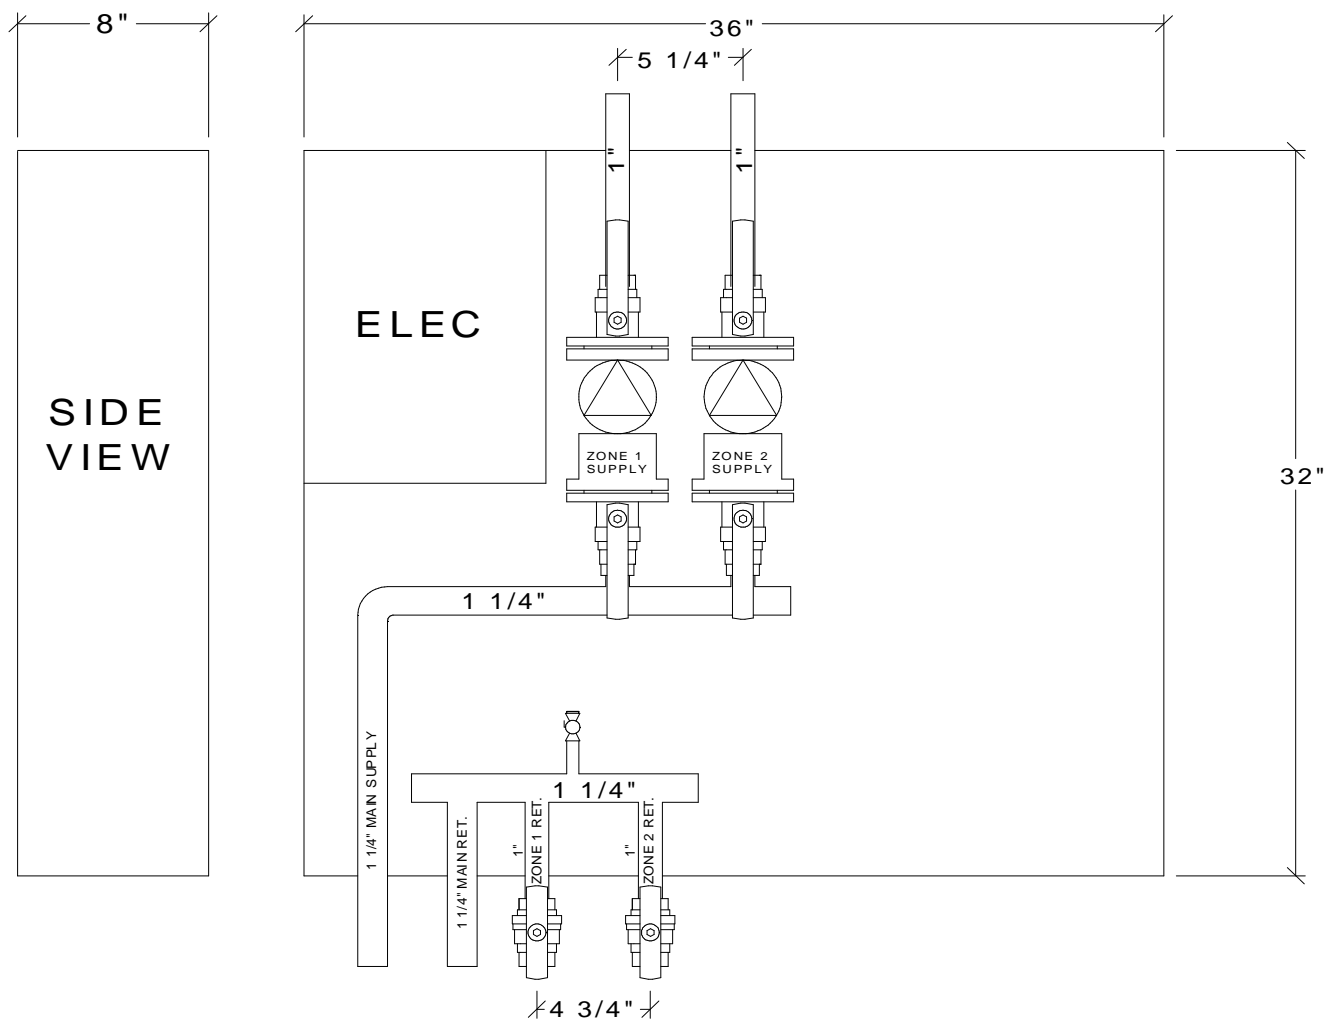 8"
36"
5 1/4"
1"
1"
ELEC
SIDE
VIEW
ZONE 1
SUPPLY
ZONE 2
SUPPLY
32"
1 1/4"
1 1/4" MAIN SUPPLY
1 1/4"
1 1/4" MAIN RET.
1"
ZONE 1 RET.
1"
ZONE 2 RET.
4 3/4"